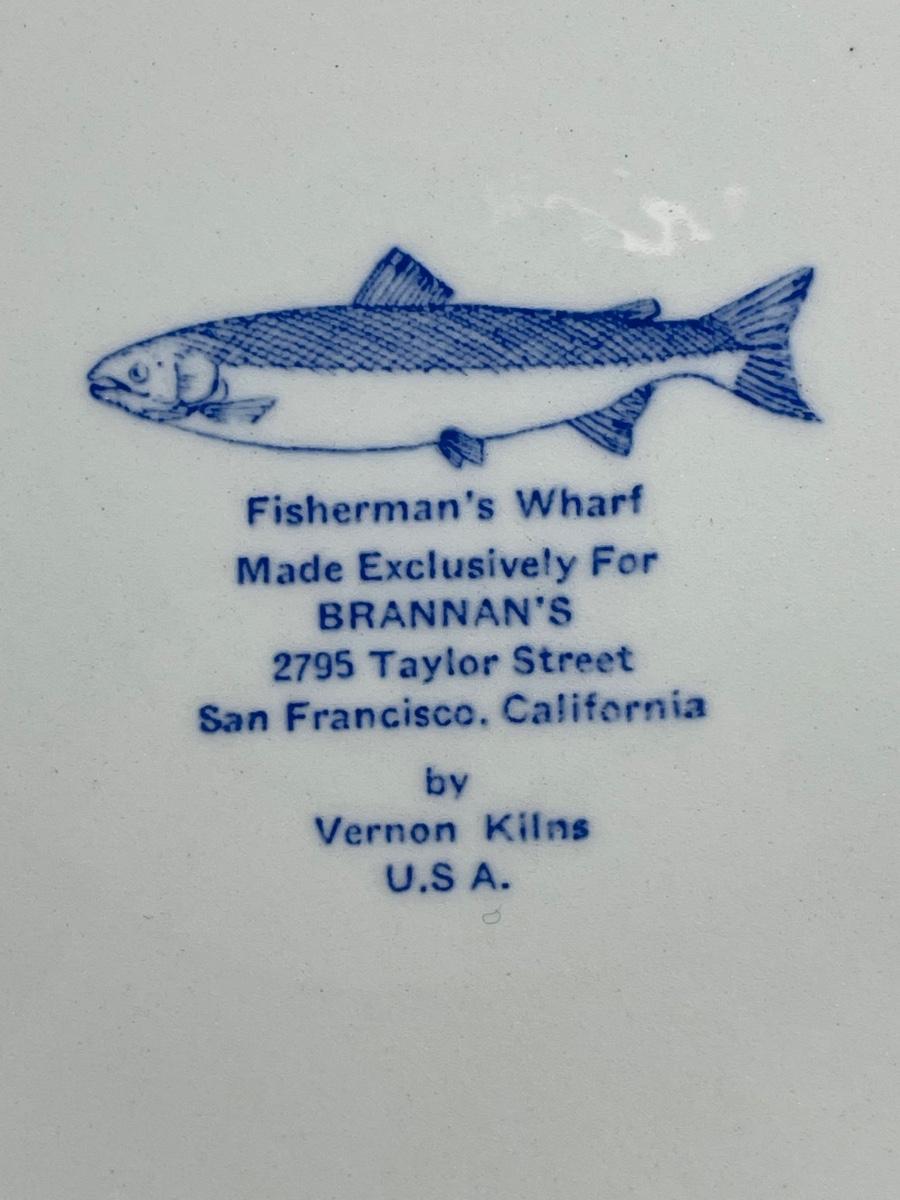 Fisherman's Wharf
Made Exclusively For
BRANNAN'S
2795 Taylor Street
San Francisco. California
by
Vernon Kilns
U.S A.